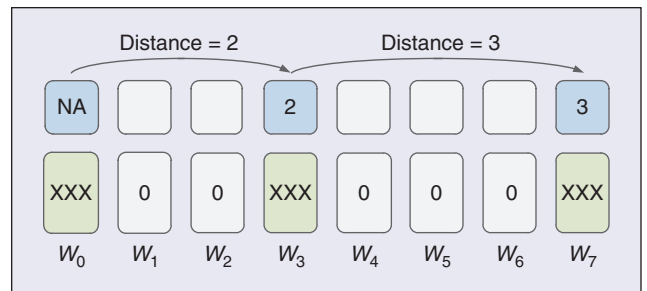 Distance = 2 Distance = 3
NA 2 3
XXX 0 0 XXX 0 0 0 XXX
W₀ W₁ W₂ W₃ W₄ W₅ W₆ W₇